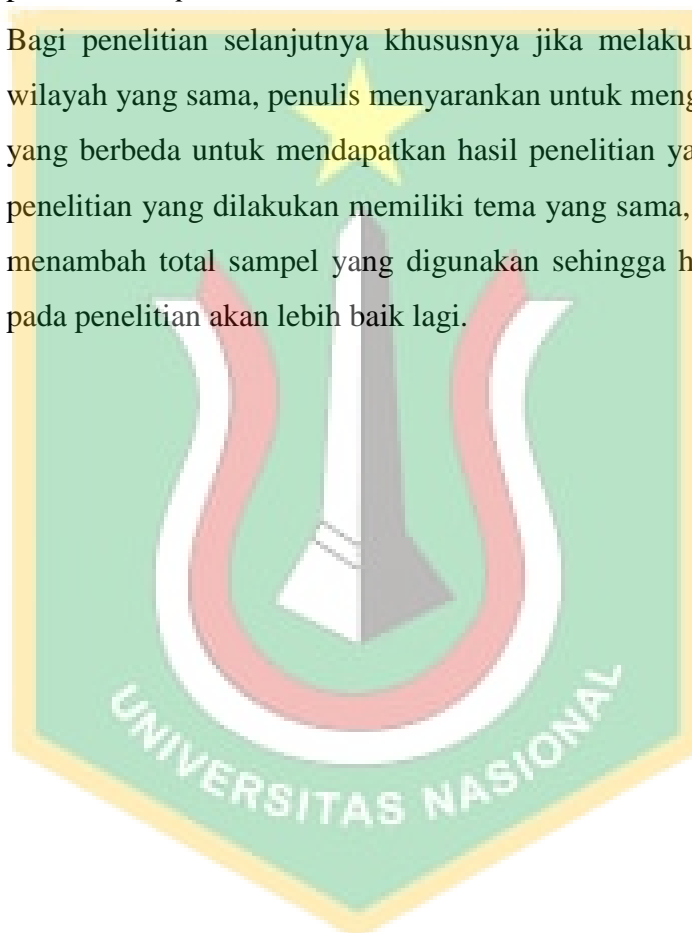 Bagi penelitian selanjutnya khususnya jika melaku
wilayah yang sama, penulis menyarankan untuk meng
yang berbeda untuk mendapatkan hasil penelitian ya
penelitian yang dilakukan memiliki tema yang sama,
menambah total sampel yang digunakan sehingga h
pada penelitian akan lebih baik lagi.
UNIVERSITAS NASIONAL